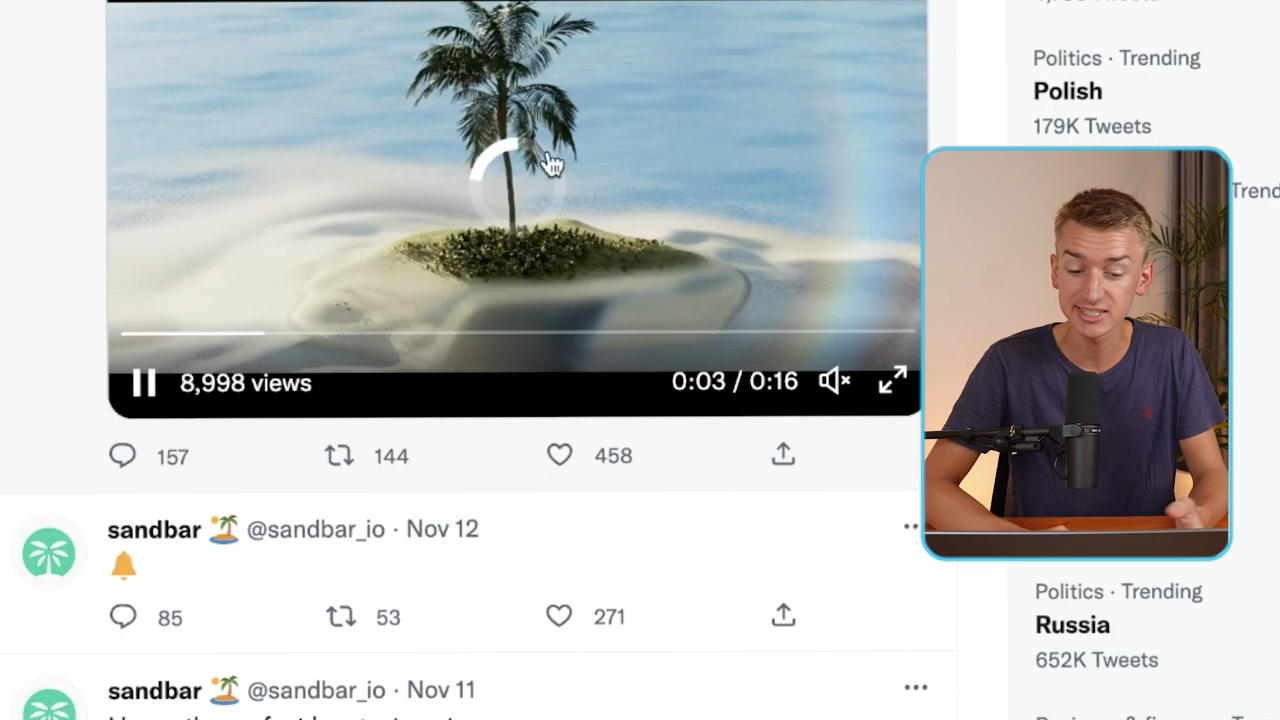 Politics · Trending
Polish
179K Tweets
Trend
8,998 views
0:03 / 0:16
157
144
458
sandbar @sandbar_io · Nov 12
85
53
271
Politics · Trending
Russia
652K Tweets
sandbar @sandbar_io · Nov 11